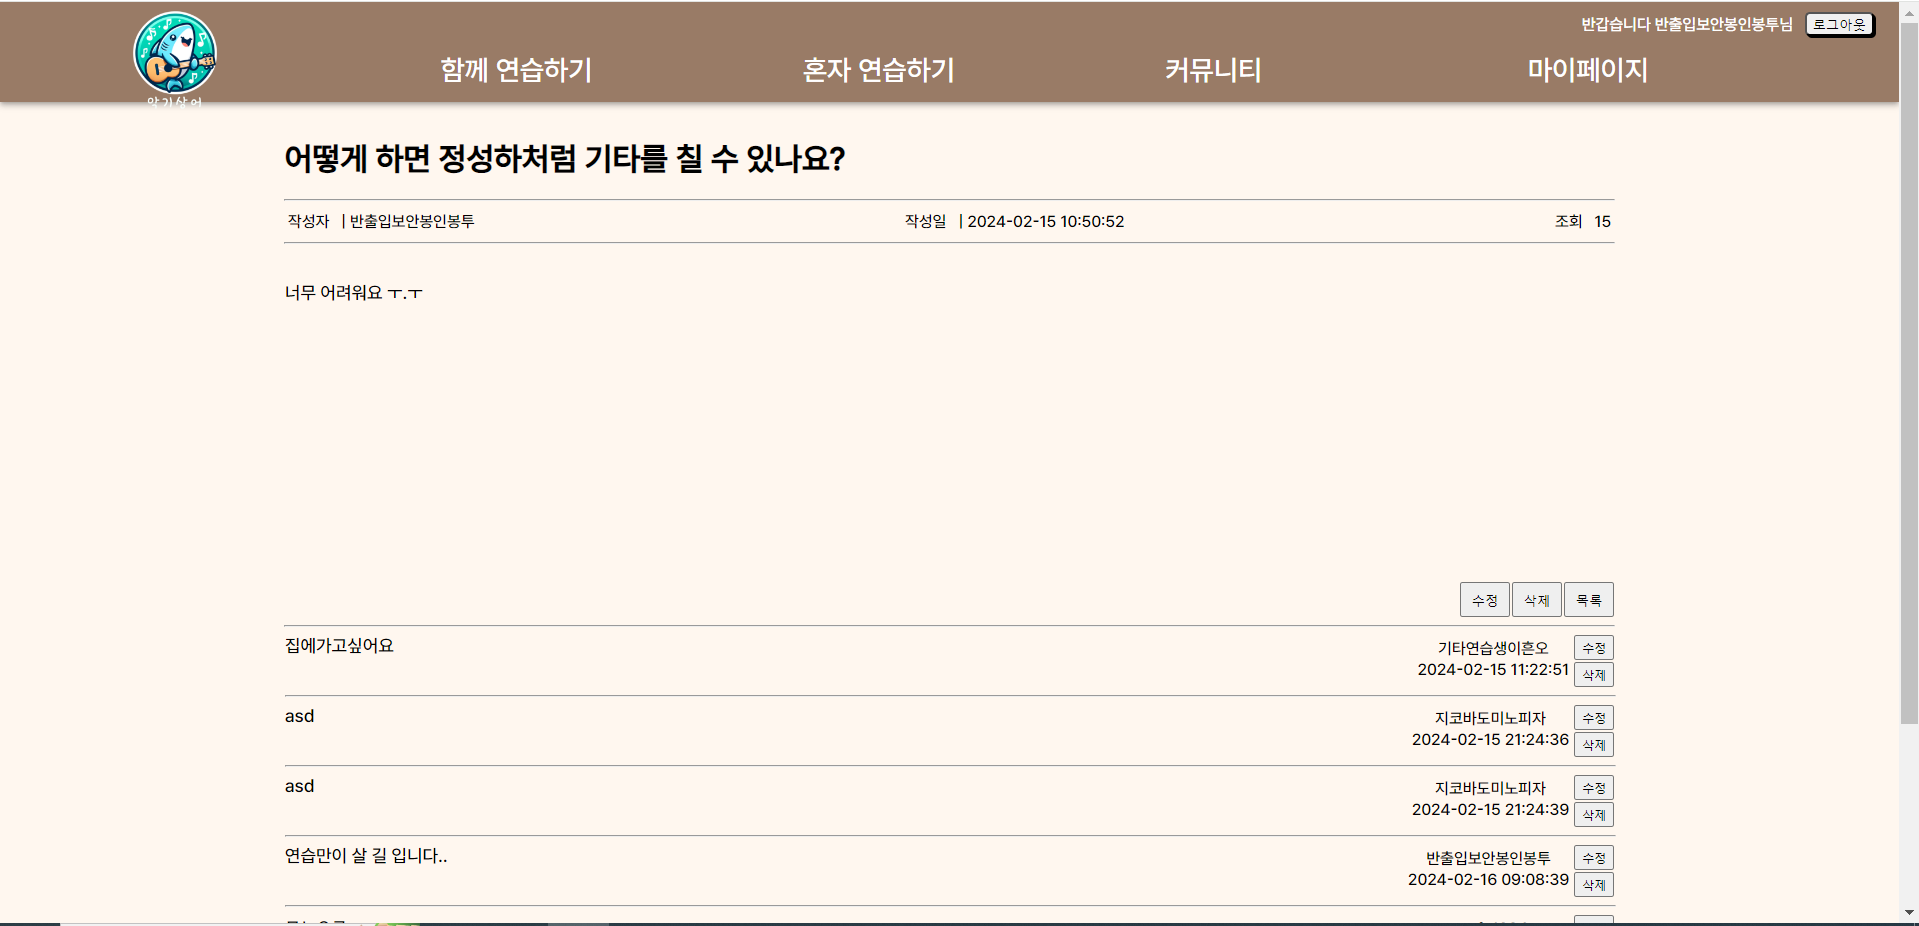 반갑습니다 반출입보안봉인봉투님 로그아웃
악기상어
함께 연습하기 혼자 연습하기 커뮤니티 마이페이지
어떻게 하면 정성하처럼 기타를 칠 수 있나요?
작성자 | 반출입보안봉인봉투 작성일 | 2024-02-15 10:50:52 조회 15
너무 어려워요 ㅜ.ㅜ
수정 삭제 목록
집에가고싶어요 기타연습생이흔오 수정
2024-02-15 11:22:51 삭제
asd 지코바도미노피자 수정
2024-02-15 21:24:36 삭제
asd 지코바도미노피자 수정
2024-02-15 21:24:39 삭제
연습만이 살 길 입니다.. 반출입보안봉인봉투 수정
2024-02-16 09:08:39 삭제